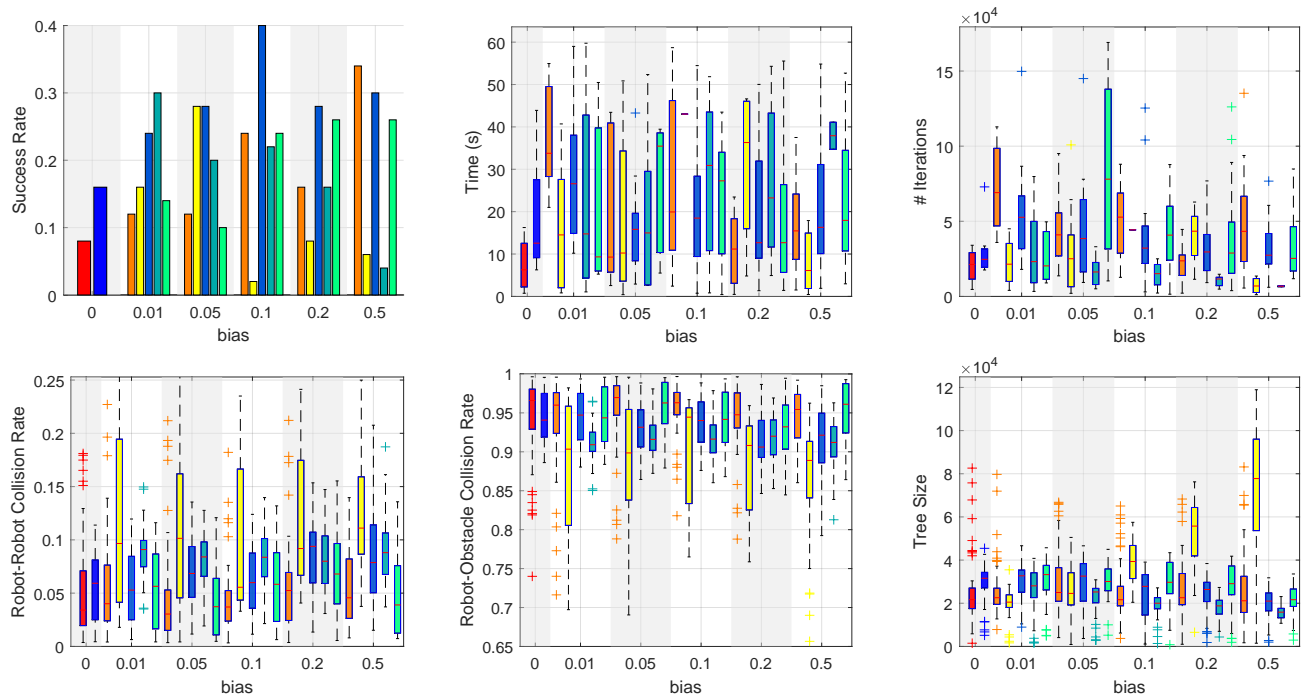 0.4
0.3
0.2
0.1
0
Success Rate
0 0.01 0.05 0.1 0.2 0.5
bias
60
50
40
30
20
10
0
Time (s)
0 0.01 0.05 0.1 0.2 0.5
bias
×10⁴
15
10
5
0
# Iterrions
0 0.01 0.05 0.1 0.2 0.5
bias
0.25
0.2
0.15
0.1
0.05
0
Robot-Robot Collision Rate
0 0.01 0.05 0.1 0.2 0.5
bias
1
0.95
0.9
0.85
0.8
0.75
0.7
0.65
Robot-Obstacle Collision Rate
0 0.01 0.05 0.1 0.2 0.5
bias
×10⁴
12
10
8
6
4
2
0
Tree Size
0 0.01 0.05 0.1 0.2 0.5
bias